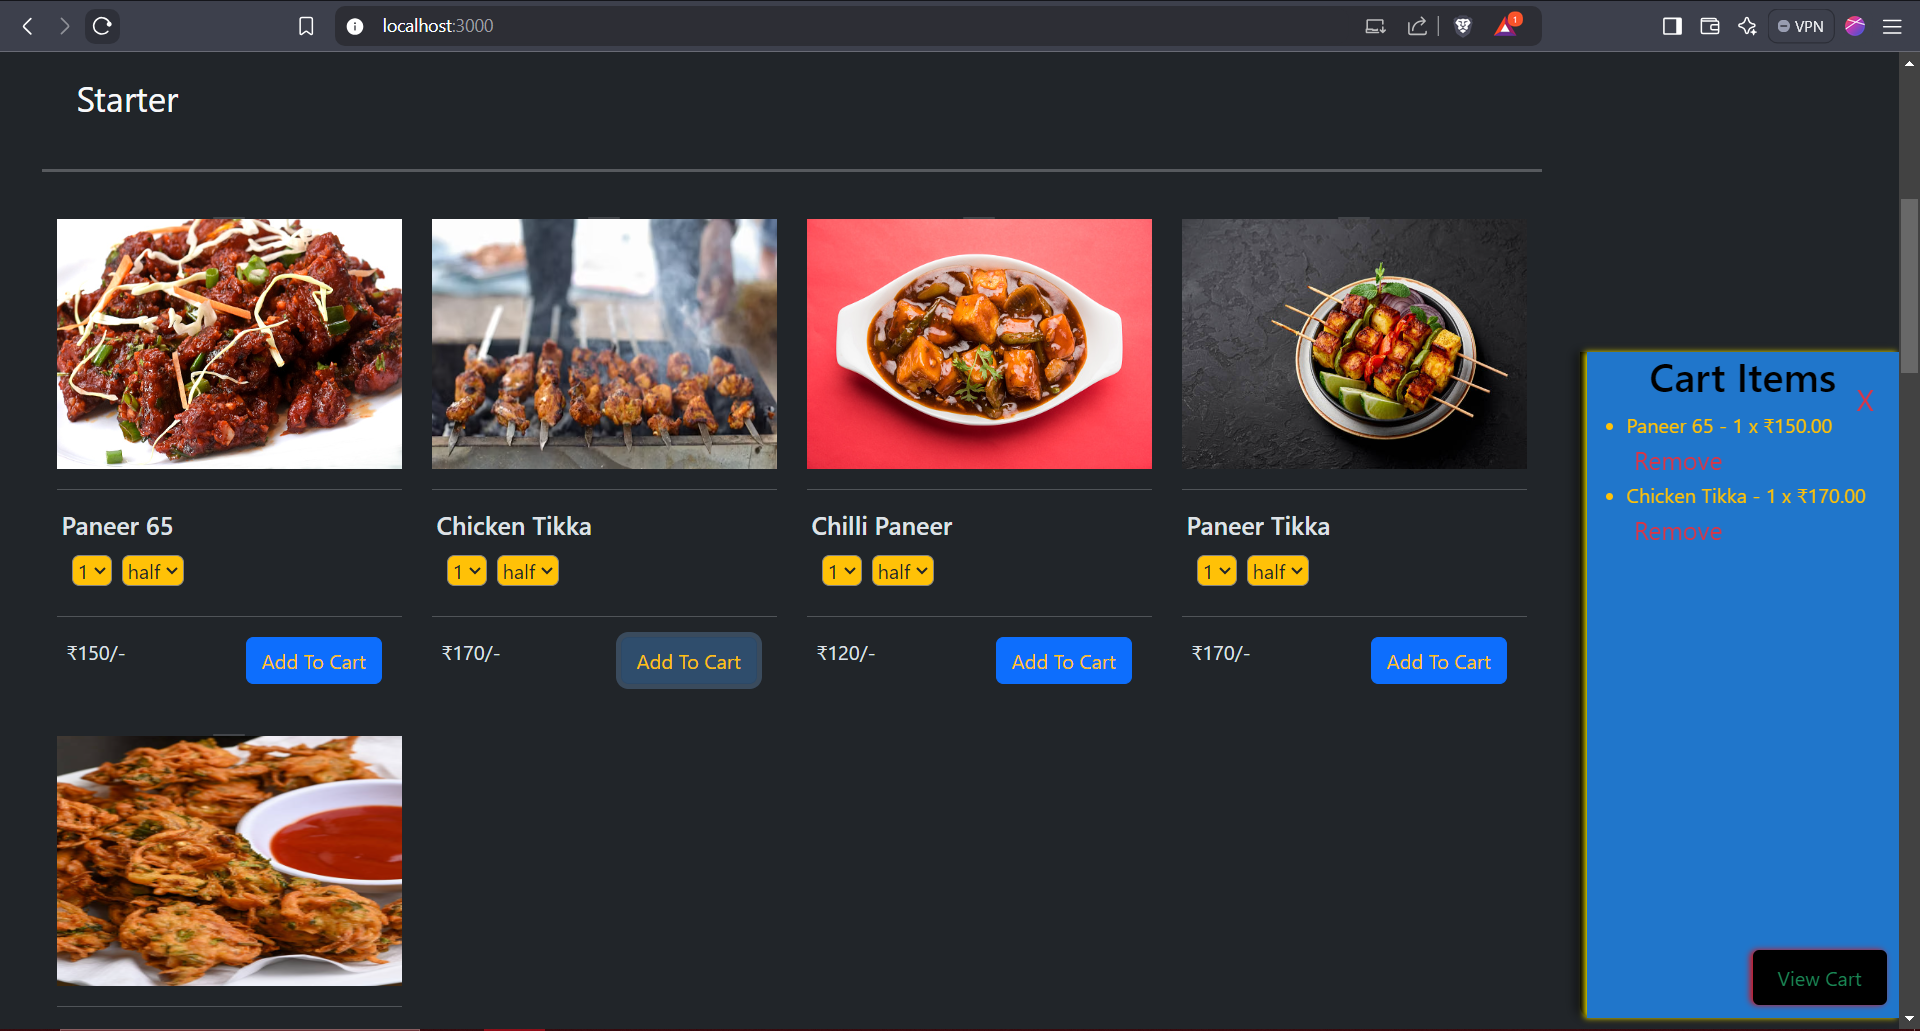 localhost:3000
1
VPN
Starter
Paneer 65
1 half
₹150/-
Add To Cart
Chicken Tikka
1 half
₹170/-
Add To Cart
Chilli Paneer
1 half
₹120/-
Add To Cart
Paneer Tikka
1 half
₹170/-
Add To Cart
Cart Items
X
Paneer 65 - 1 x ₹150.00
Remove
Chicken Tikka - 1 x ₹170.00
Remove
View Cart